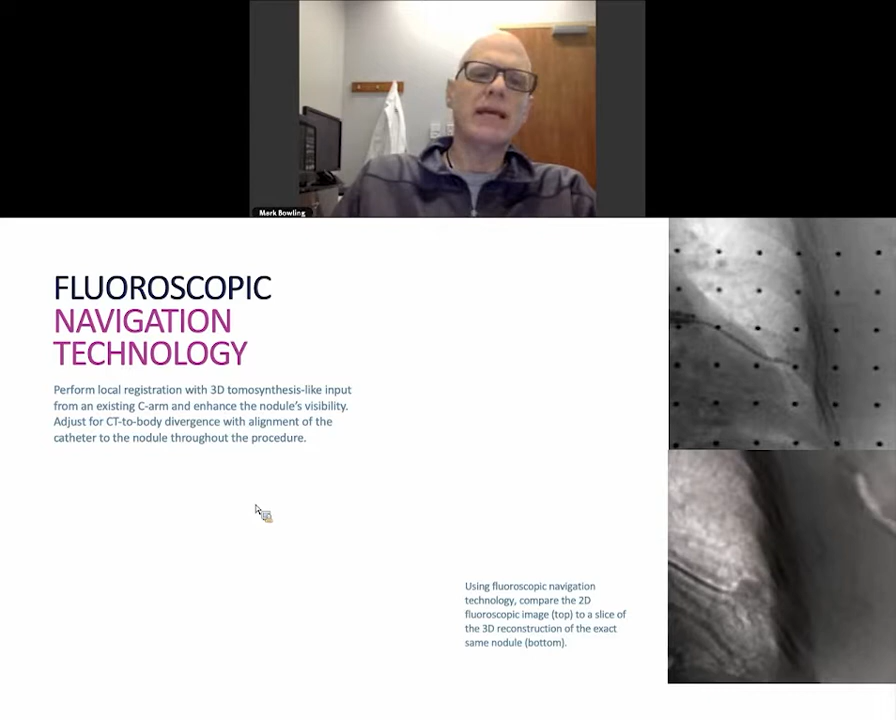 Mark Bowling
FLUOROSCOPIC
NAVIGATION
TECHNOLOGY
Perform local registration with 3D tomosynthesis-like input
from an existing C-arm and enhance the nodule's visibility.
Adjust for CT-to-body divergence with alignment of the
catheter to the nodule throughout the procedure.
Using fluoroscopic navigation
technology, compare the 2D
fluoroscopic image (top) to a slice of
the 3D reconstruction of the exact
same nodule (bottom).